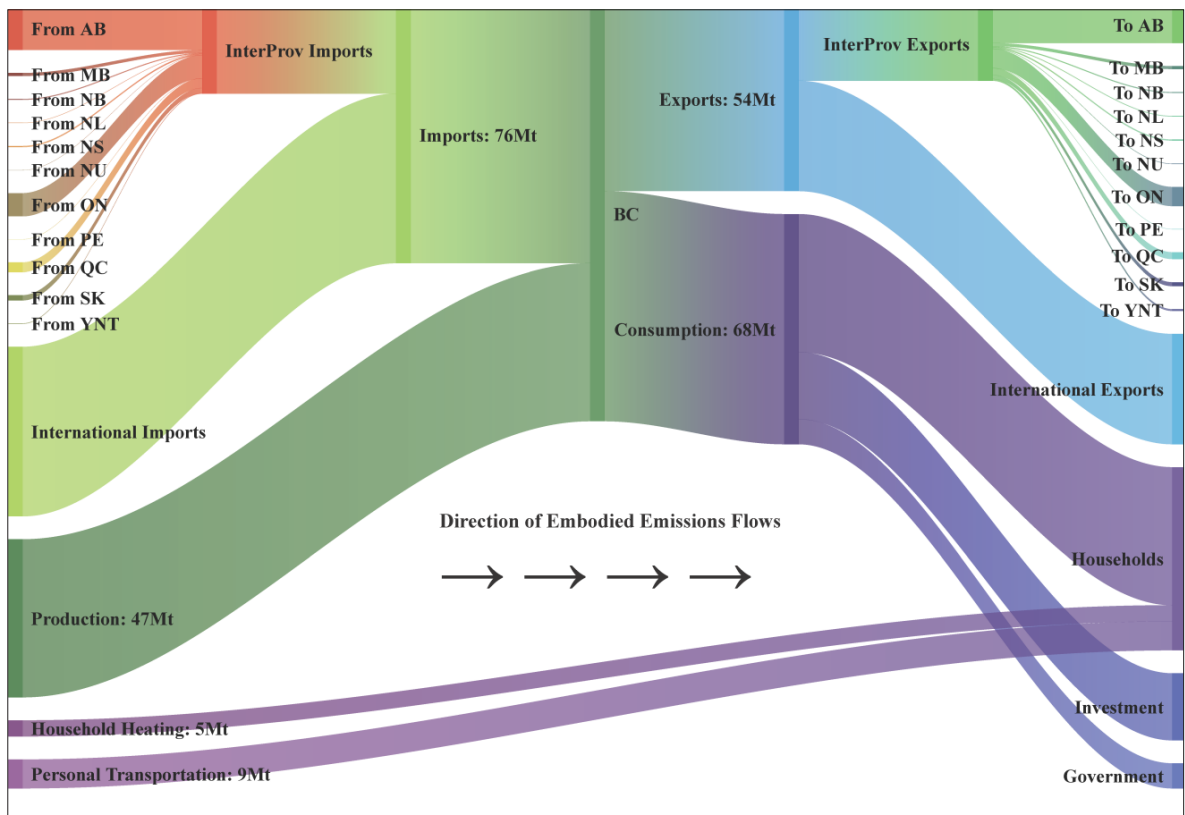 From AB
From MB
From NB
From NL
From NS
From NU
From ON
From PE
From QC
From SK
From YNT
International Imports
Production: 47Mt
Household Heating: 5Mt
Personal Transportation: 9Mt
InterProv Imports
Imports: 76Mt
BC
Exports: 54Mt
Consumption: 68Mt
Direction of Embodied Emissions Flows
InterProv Exports
To AB
To MB
To NB
To NL
To NS
To NU
To ON
To PE
To QC
To SK
To YNT
International Exports
Households
Investment
Government